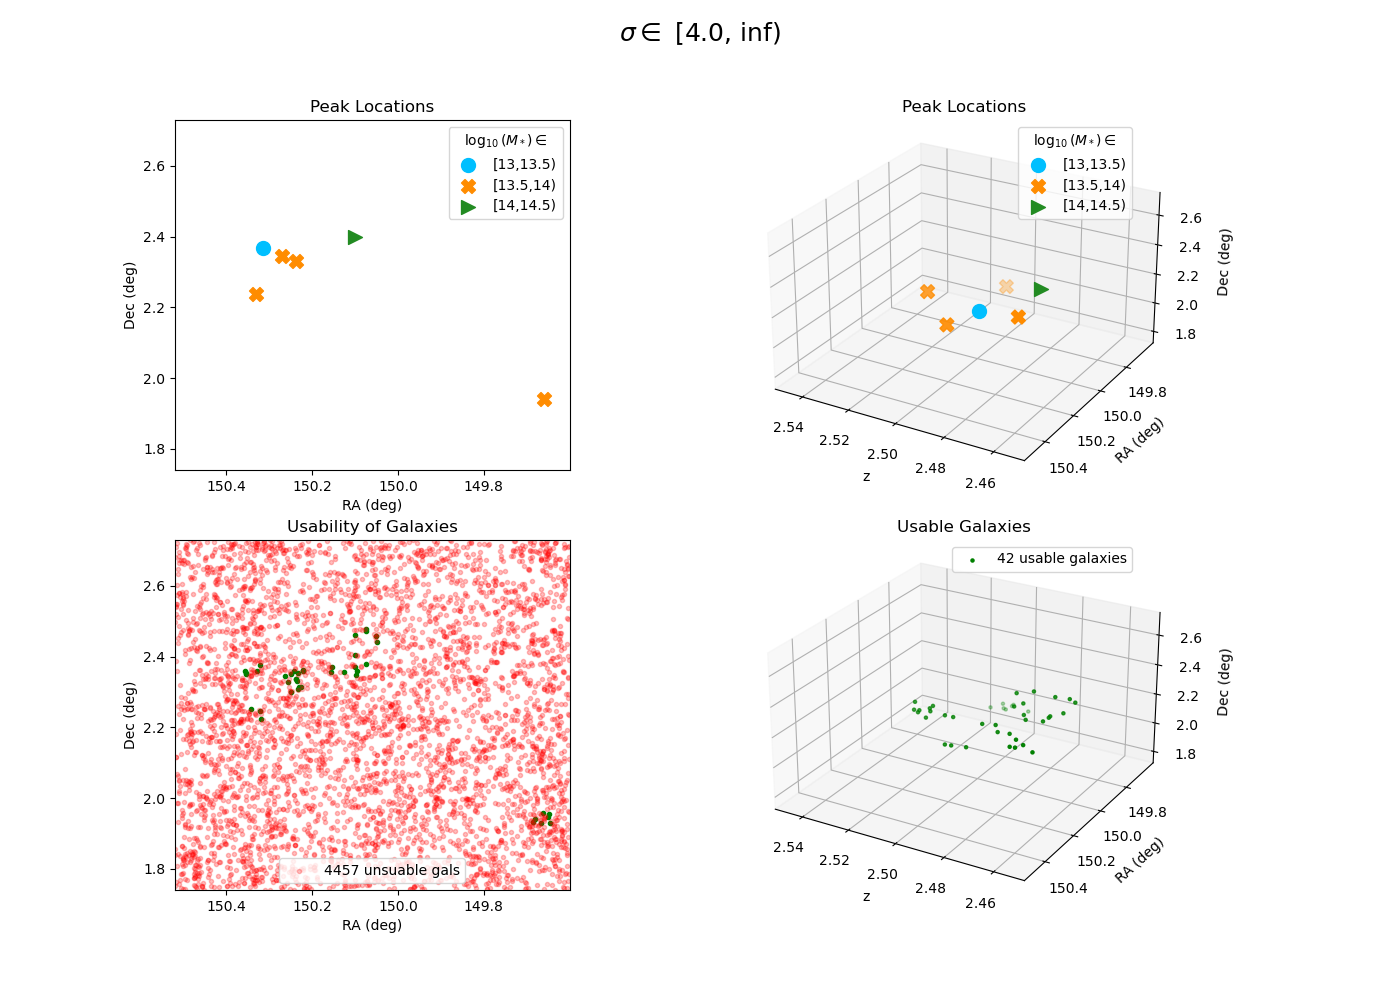 σ ∈ [4.0, inf)
Peak Locations
log₁₀(M*) ∈
[13,13.5)
[13.5,14)
[14,14.5)
2.6
2.4
2.2
2.0
1.8
Dec (deg)
150.4 150.2 150.0 149.8
RA (deg)
Peak Locations
log₁₀(M*) ∈
[13,13.5)
[13.5,14)
[14,14.5)
2.6
2.4
2.2
2.0
1.8
Dec (deg)
149.8
150.0
150.2
150.4
RA (deg)
2.54
2.52
2.50
2.48
2.46
z
Usability of Galaxies
2.6
2.4
2.2
2.0
1.8
Dec (deg)
4457 unsuable gals
150.4 150.2 150.0 149.8
RA (deg)
Usable Galaxies
42 usable galaxies
2.6
2.4
2.2
2.0
1.8
Dec (deg)
149.8
150.0
150.2
150.4
RA (deg)
2.54
2.52
2.50
2.48
2.46
z